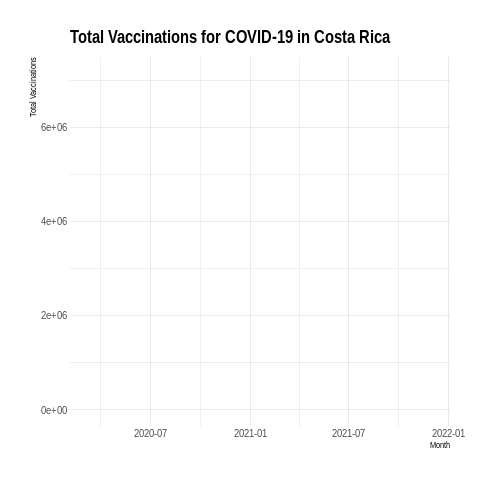 Total Vaccinations for COVID-19 in Costa Rica
Total Vaccinations
6e+06
4e+06
2e+06
0e+00
2020-07 2021-01 2021-07 2022-01
Month